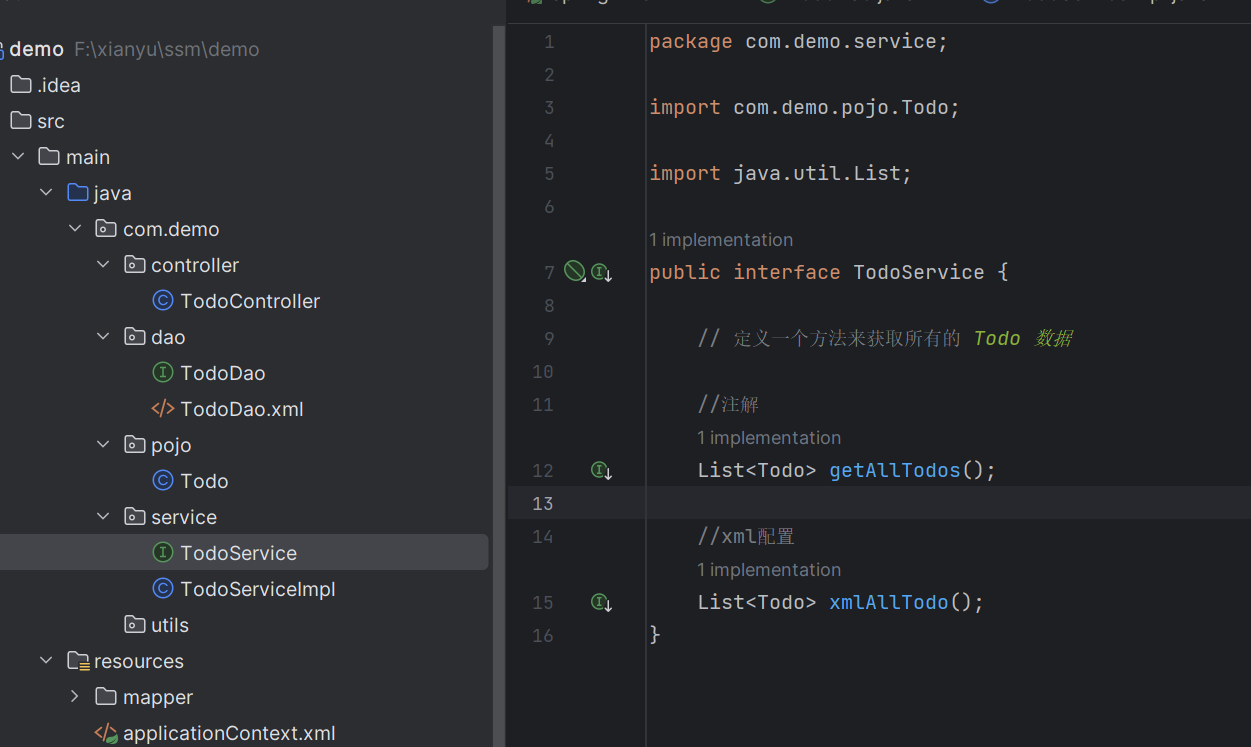 demo F:\xianyu\ssm\demo
.idea
src
main
java
com.demo
controller
TodoController
dao
TodoDao
TodoDao.xml
pojo
Todo
service
TodoService
TodoServiceImpl
utils
resources
mapper
applicationContext.xml
1 package com.demo.service;
2
3 import com.demo.pojo.Todo;
4
5 import java.util.List;
6
1 implementation
7 public interface TodoService {
8
9 // 定义一个方法来获取所有的 Todo 数据
10
11 //注解
1 implementation
12 List<Todo> getAllTodos();
13
14 //xml配置
1 implementation
15 List<Todo> xmlAllTodo();
16 }